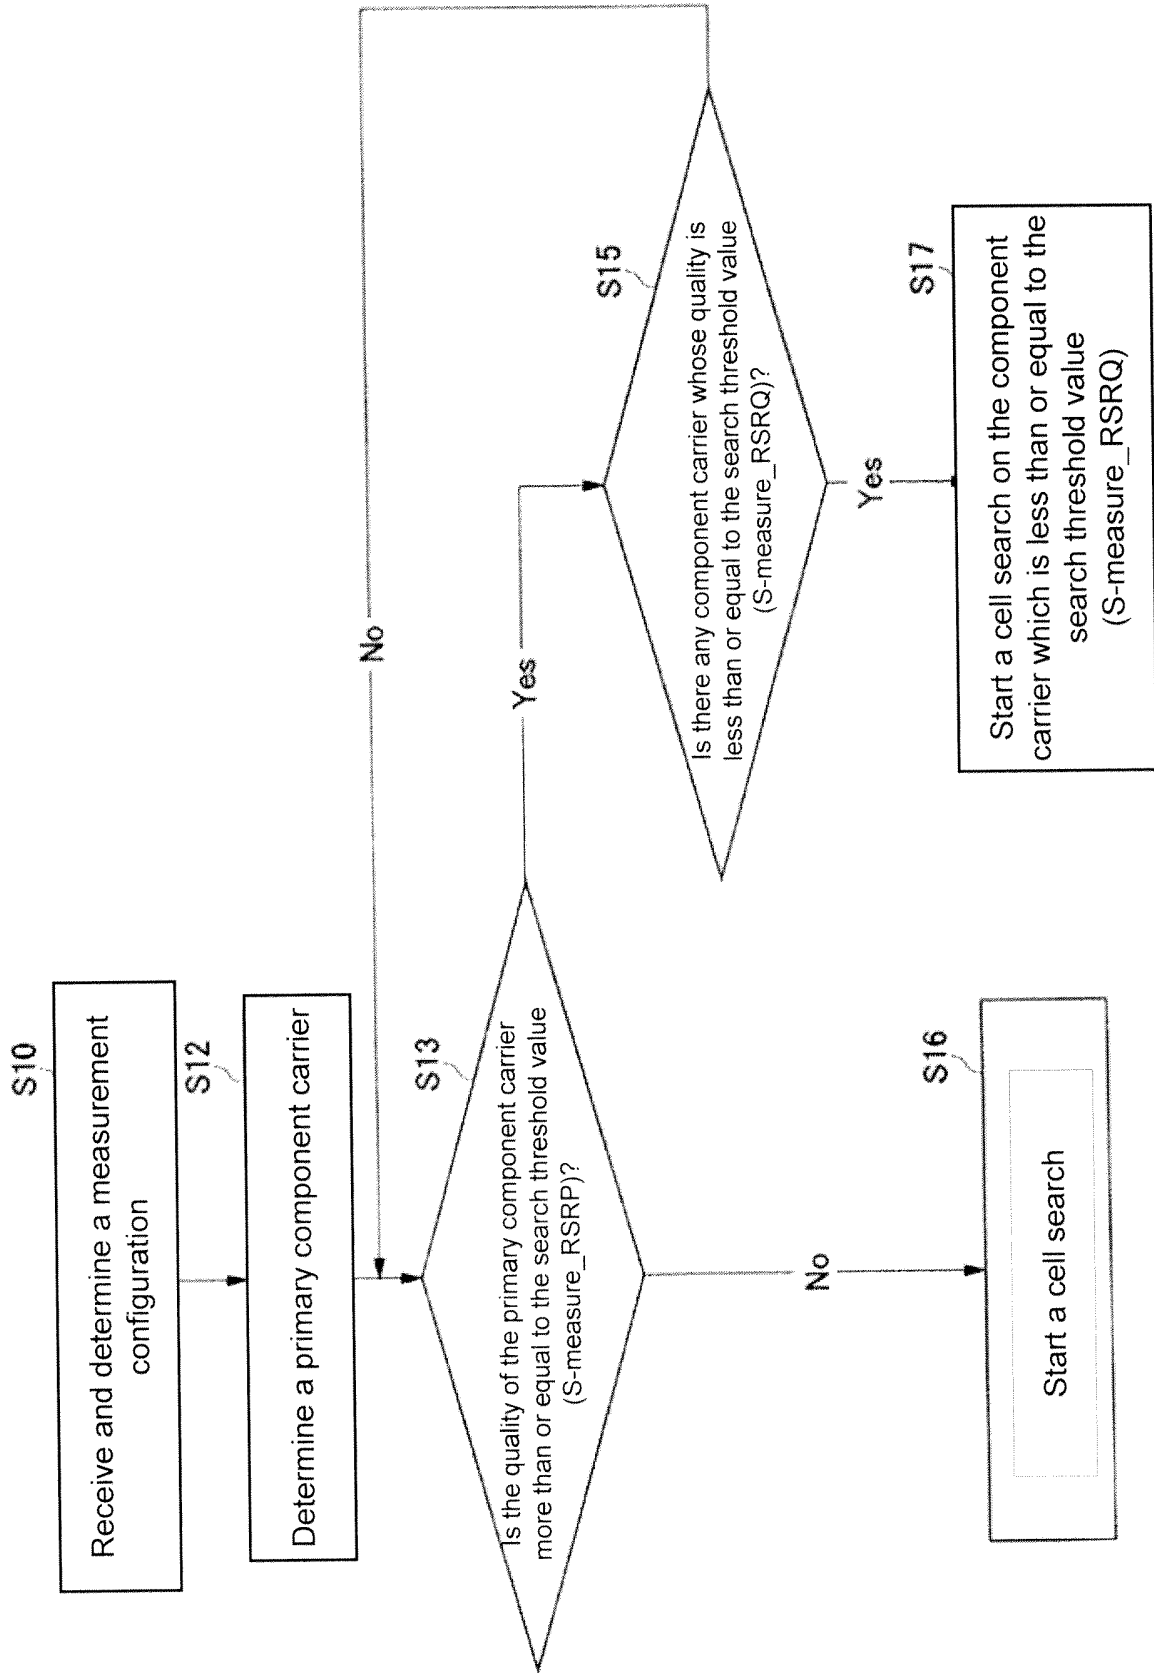 S10
Receive and determine a measurement
configuration
S12
Determine a primary component carrier
No
S13
Is the quality of the primary component carrier
more than or equal to the search threshold value
(S-measure_RSRP)?
Yes
No
S15
Is there any component carrier whose quality is
less than or equal to the search threshold value
(S-measure_RSRQ)?
Yes
S16
Start a cell search
S17
Start a cell search on the component
carrier which is less than or equal to the
search threshold value
(S-measure_RSRQ)